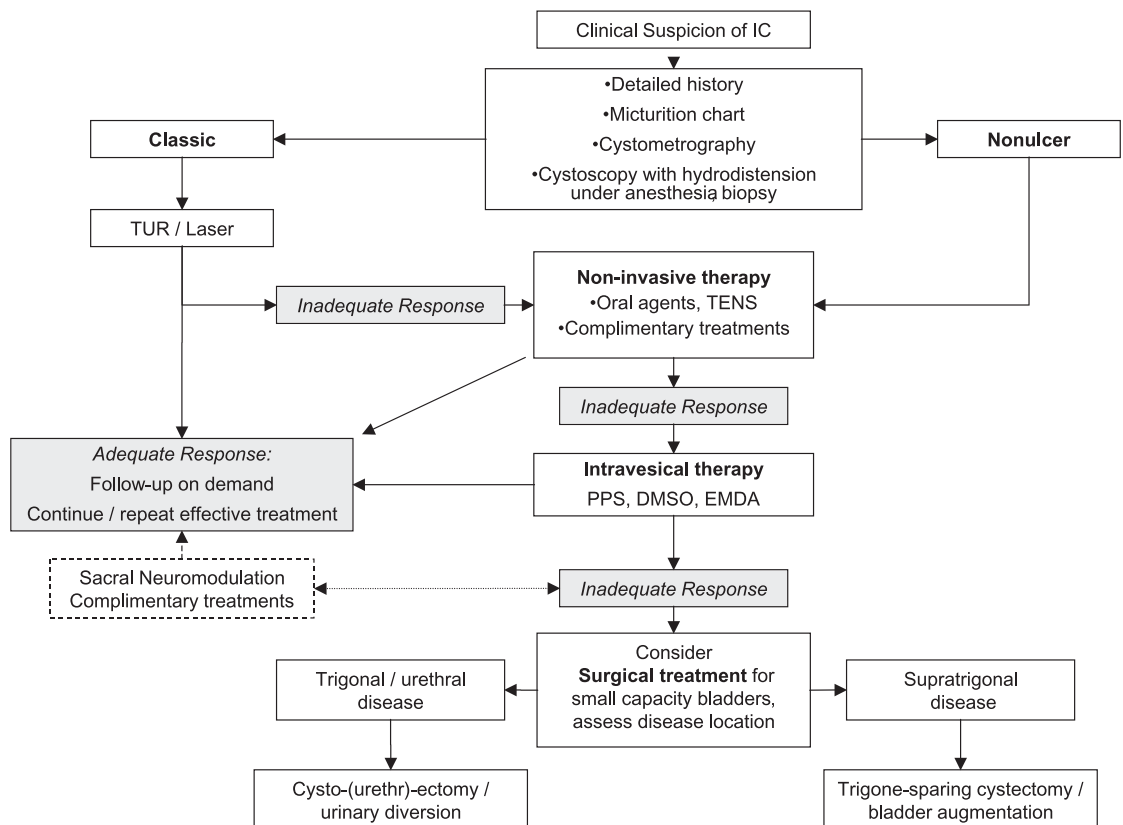 Clinical Suspicion of IC
•Detailed history
•Micturition chart
•Cystometrography
•Cystoscopy with hydrodistension
under anesthesia, biopsy
Classic
Nonulcer
TUR / Laser
Non-invasive therapy
•Oral agents, TENS
•Complimentary treatments
Inadequate Response
Inadequate Response
Adequate Response:
Follow-up on demand
Continue / repeat effective treatment
Intravesical therapy
PPS, DMSO, EMDA
Sacral Neuromodulation
Complimentary treatments
Inadequate Response
Consider
Surgical treatment for
small capacity bladders,
assess disease location
Trigonal / urethral
disease
Supratrigonal
disease
Cysto-(urethr)-ectomy /
urinary diversion
Trigone-sparing cystectomy /
bladder augmentation